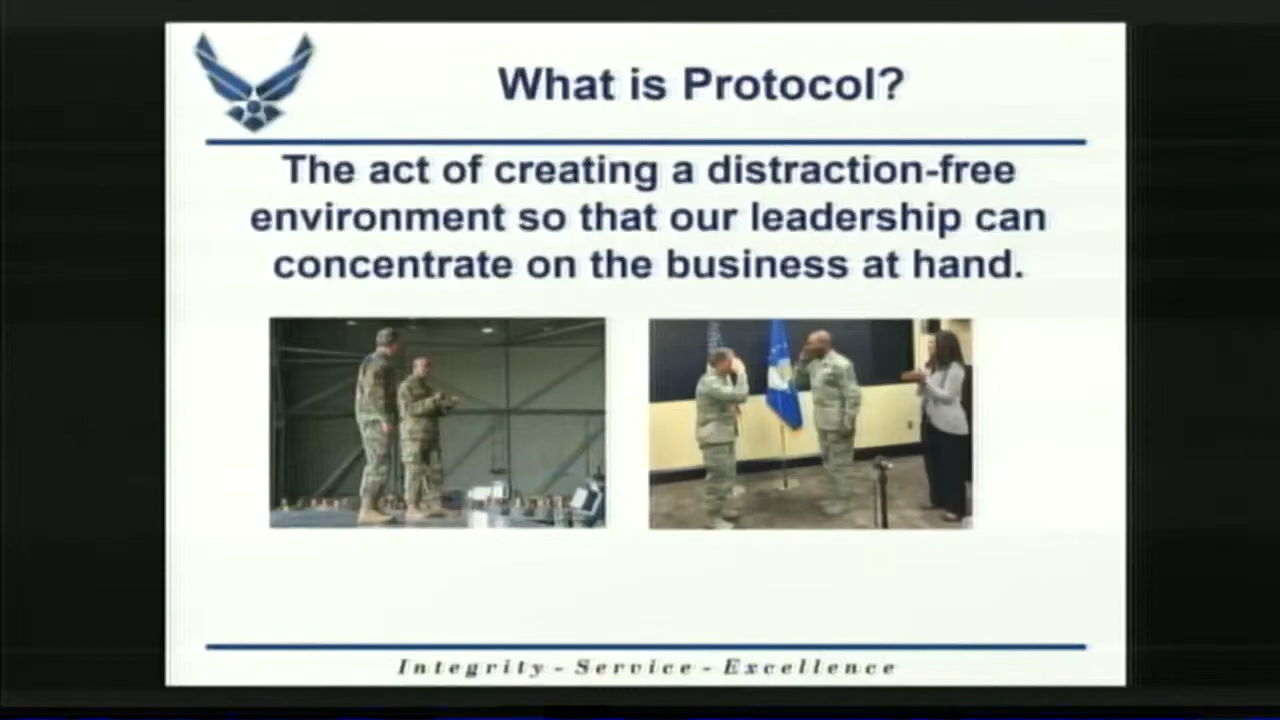 What is Protocol?
The act of creating a distraction-free
environment so that our leadership can
concentrate on the business at hand.
Integrity - Service - Excellence